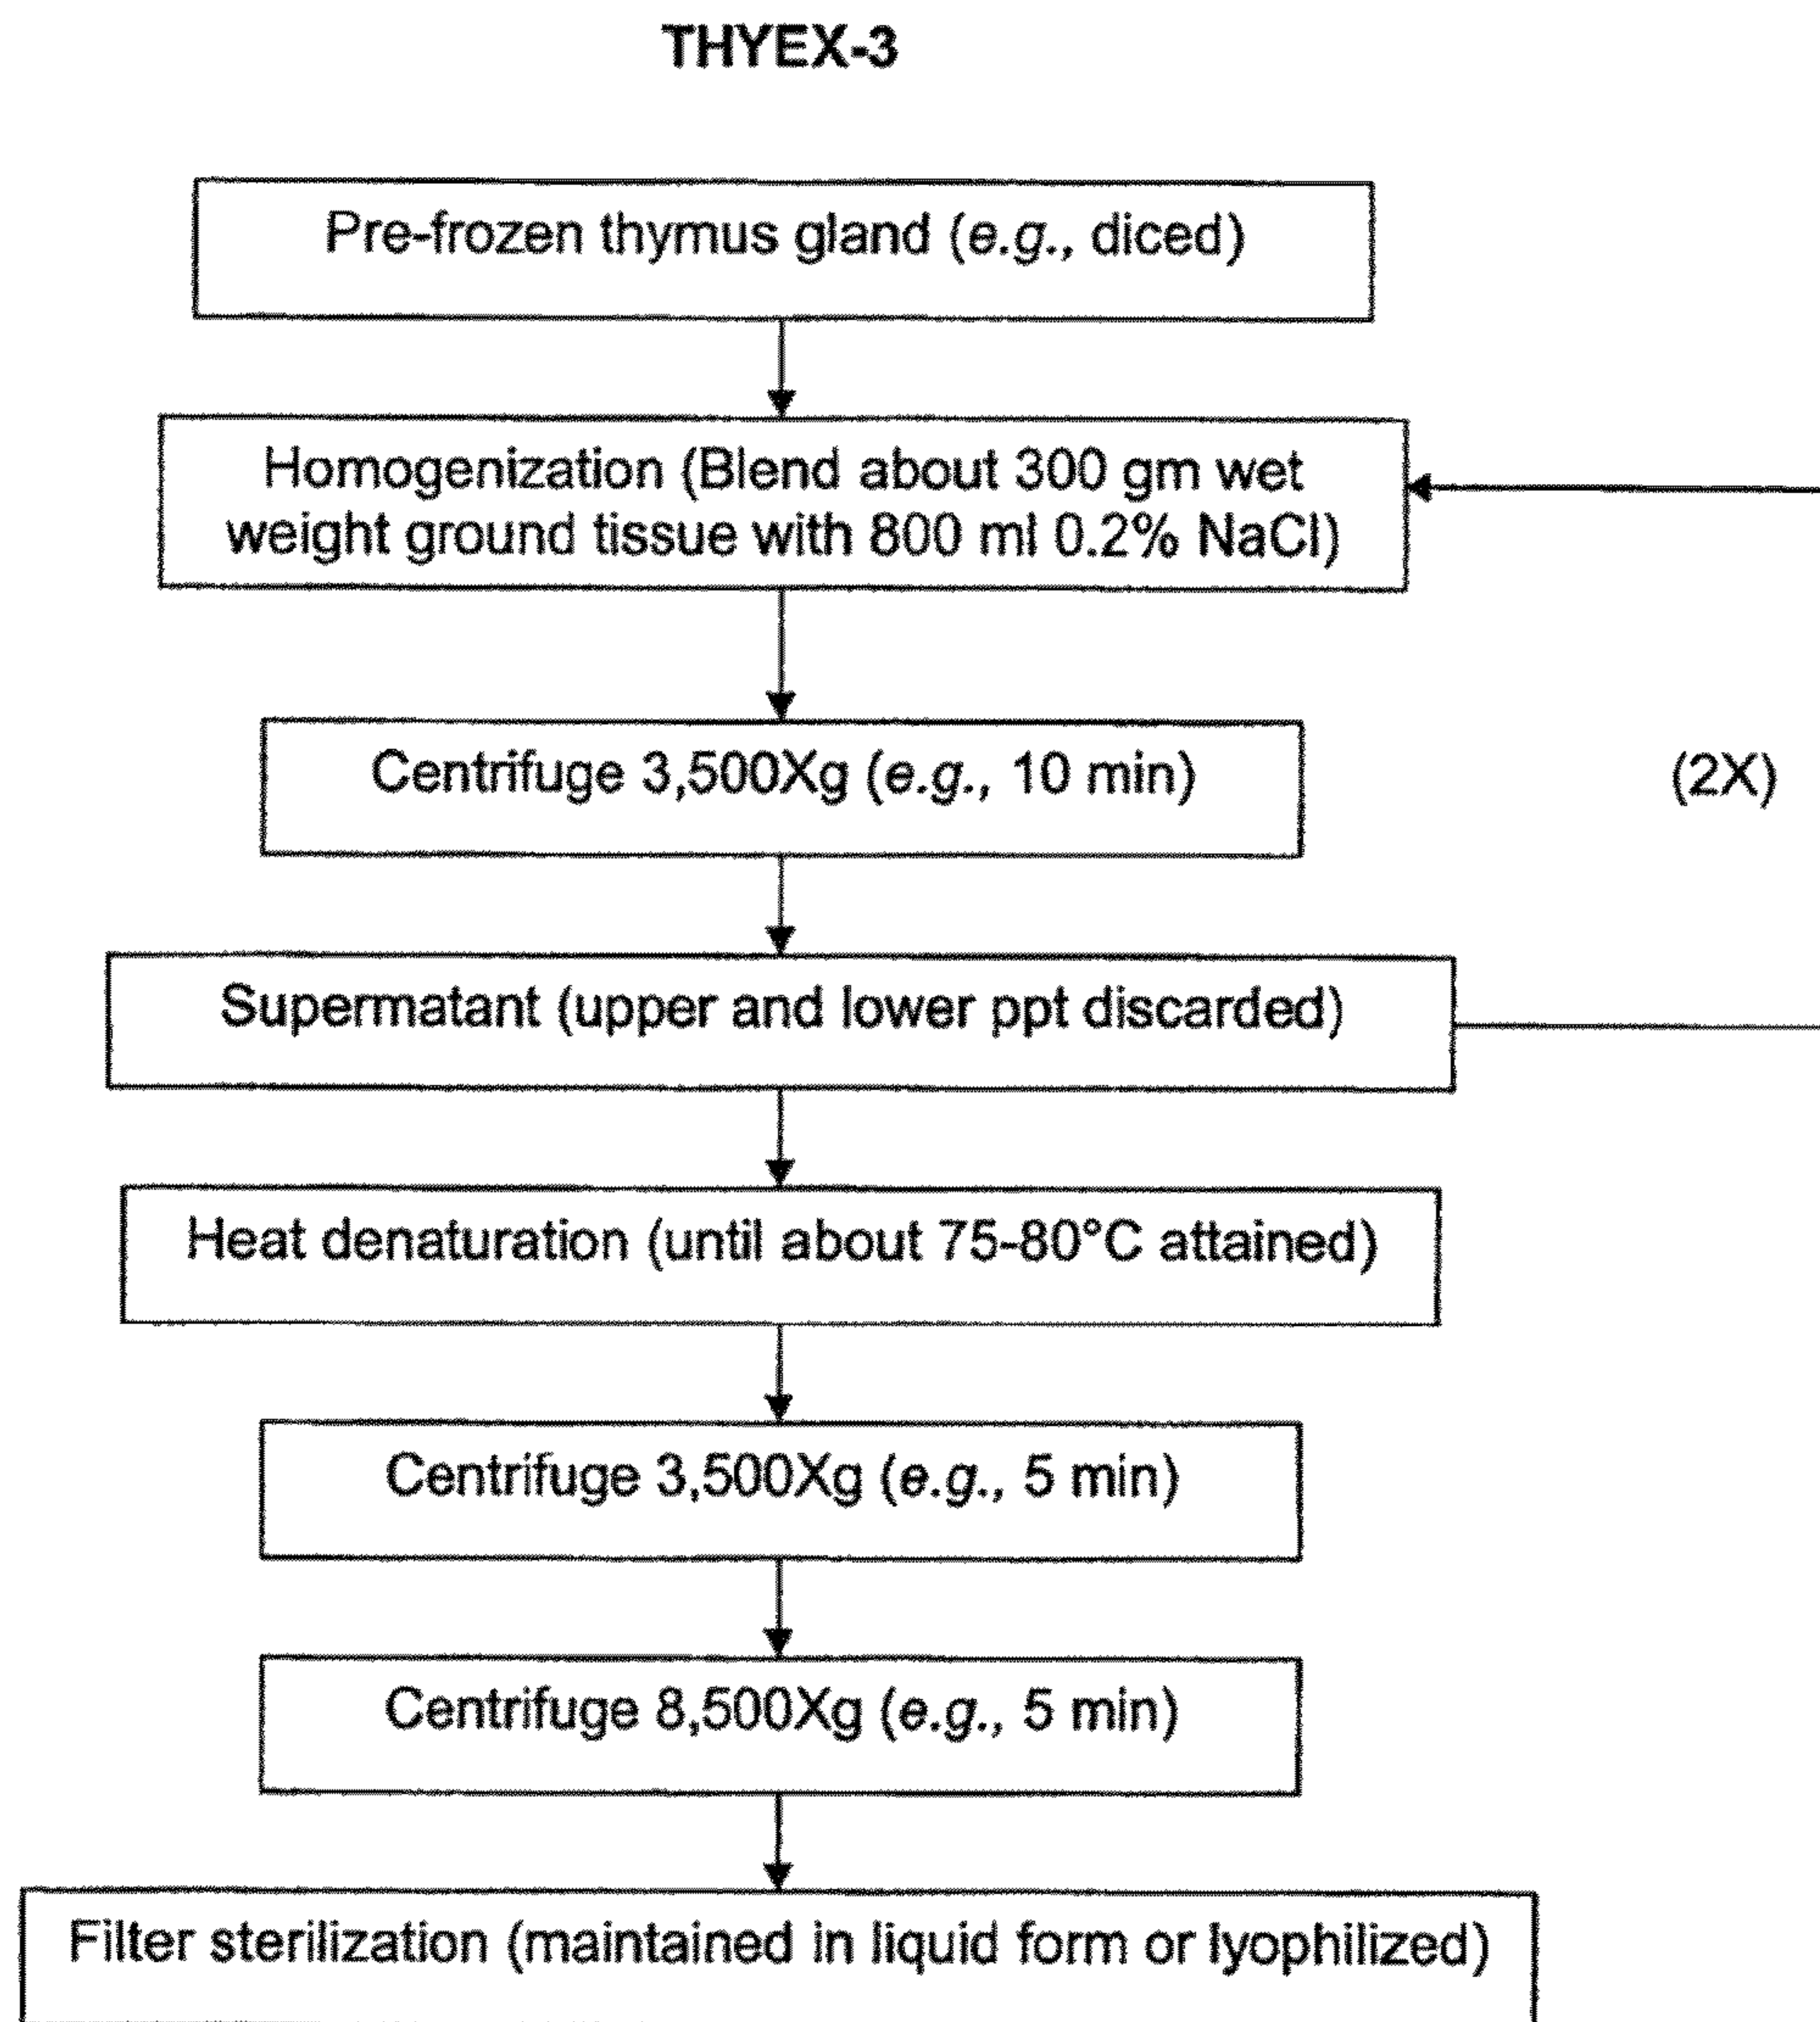 THYEX-3
Pre-frozen thymus gland (e.g., diced)
Homogenization (Blend about 300 gm wet
weight ground tissue with 800 ml 0.2% NaCl)
Centrifuge 3,500Xg (e.g., 10 min)
(2X)
Supermatant (upper and lower ppt discarded)
Heat denaturation (until about 75-80°C attained)
Centrifuge 3,500Xg (e.g., 5 min)
Centrifuge 8,500Xg (e.g., 5 min)
Filter sterilization (maintained in liquid form or lyophilized)